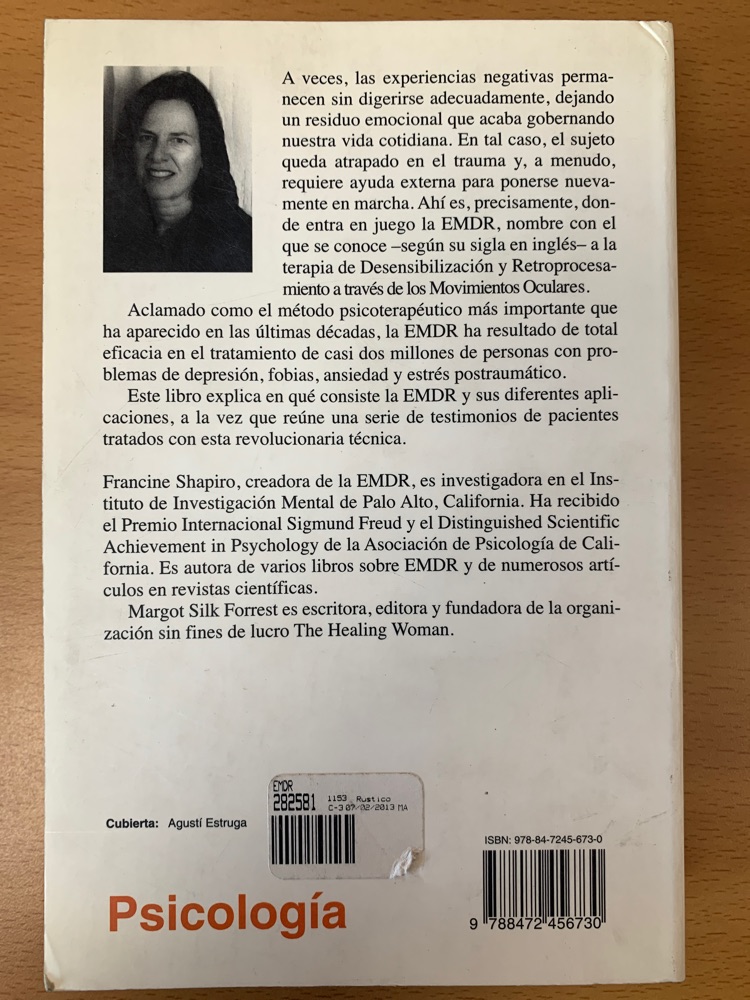 A veces, las experiencias negativas perma-
necen sin digerirse adecuadamente, dejando
un residuo emocional que acaba gobernando
nuestra vida cotidiana. En tal caso, el sujeto
queda atrapado en el trauma y, a menudo,
requiere ayuda externa para ponerse nueva-
mente en marcha. Ahí es, precisamente, don-
de entra en juego la EMDR, nombre con el
que se conoce –según su sigla en inglés– a la
terapia de Desensibilización y Retroprocesa-
miento a través de los Movimientos Oculares.
Aclamado como el método psicoterapéutico más importante que
ha aparecido en las últimas décadas, la EMDR ha resultado de total
eficacia en el tratamiento de casi dos millones de personas con pro-
blemas de depresión, fobias, ansiedad y estrés postraumático.
Este libro explica en qué consiste la EMDR y sus diferentes apli-
caciones, a la vez que reúne una serie de testimonios de pacientes
tratados con esta revolucionaria técnica.
Francine Shapiro, creadora de la EMDR, es investigadora en el Ins-
tituto de Investigación Mental de Palo Alto, California. Ha recibido
el Premio Internacional Sigmund Freud y el Distinguished Scientific
Achievement in Psychology de la Asociación de Psicología de Cali-
fornia. Es autora de varios libros sobre EMDR y de numerosos artí-
culos en revistas científicas.
Margot Silk Forrest es escritora, editora y fundadora de la organi-
zación sin fines de lucro The Healing Woman.
EMDR
282581 1153 Rustico
C-3 07/02/2013 MA
Cubierta: Agustí Estruga
ISBN: 978-84-7245-673-0
9 788472 456730
Psicología